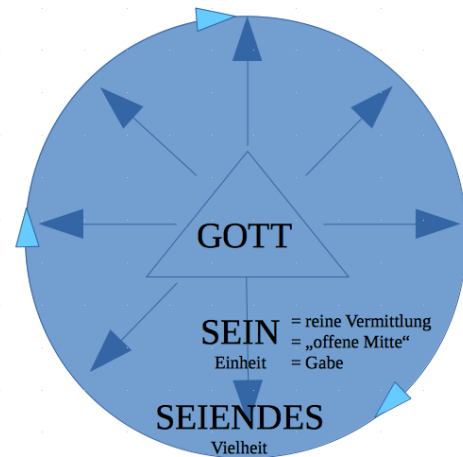 GOTT
SEIN = reine Vermittlung
= „offene Mitte“
Einheit = Gabe
SEIENDES
Vielheit